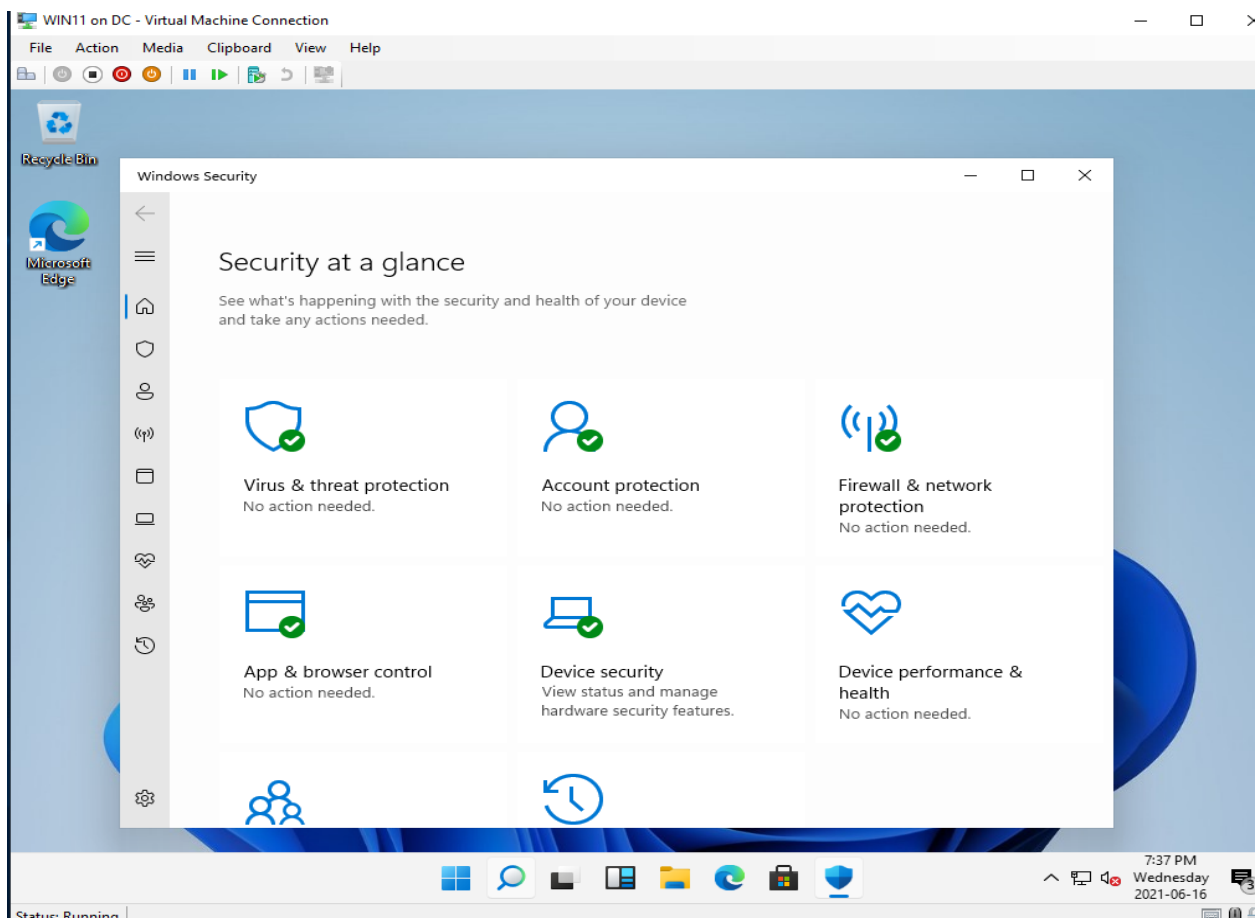 WIN11 on DC - Virtual Machine Connection
File Action Media Clipboard View Help
Recycle Bin
Microsoft
Edge
Windows Security
Security at a glance
See what's happening with the security and health of your device
and take any actions needed.
Virus & threat protection
No action needed.
Account protection
No action needed.
Firewall & network
protection
No action needed.
App & browser control
No action needed.
Device security
View status and manage
hardware security features.
Device performance &
health
No action needed.
7:37 PM
Wednesday
2021-06-16
3
Status: Running